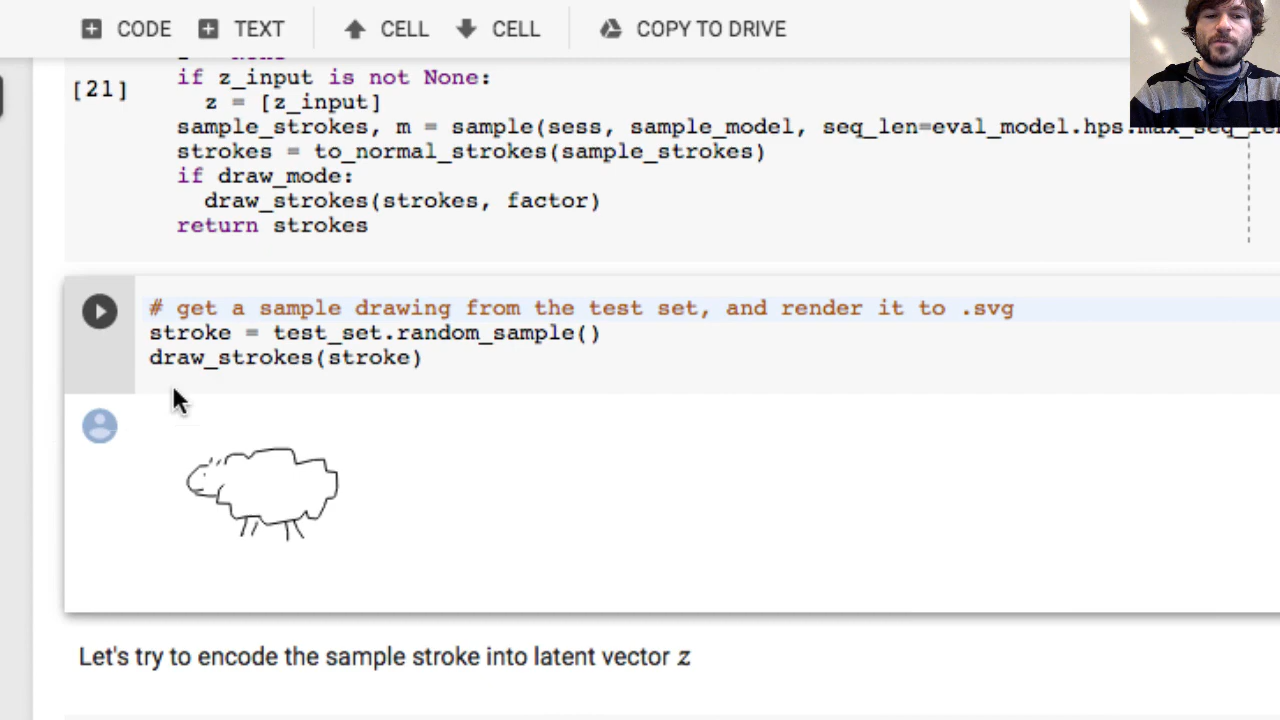 CODE TEXT CELL CELL COPY TO DRIVE
[21] if z_input is not None:
z = [z_input]
sample_strokes, m = sample(sess, sample_model, seq_len=eval_model.hps.max_seq_len
strokes = to_normal_strokes(sample_strokes)
if draw_mode:
draw_strokes(strokes, factor)
return strokes
# get a sample drawing from the test set, and render it to .svg
stroke = test_set.random_sample()
draw_strokes(stroke)
Let's try to encode the sample stroke into latent vector z